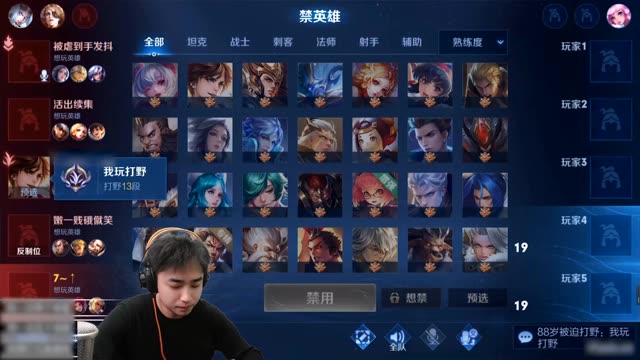 禁英雄
全部 坦克 战士 刺客 法师 射手 辅助 熟练度
被虐到手发抖
想玩英雄
活出续集
想玩英雄
预选
我玩打野
打野13段
嫩一贱礟僦笑
想玩英雄
反制位
7~↑
想玩英雄
玩家1
玩家2
玩家3
玩家4
玩家5
19
19
禁用
想禁
预选
全队
88岁被迫打野：我玩
打野